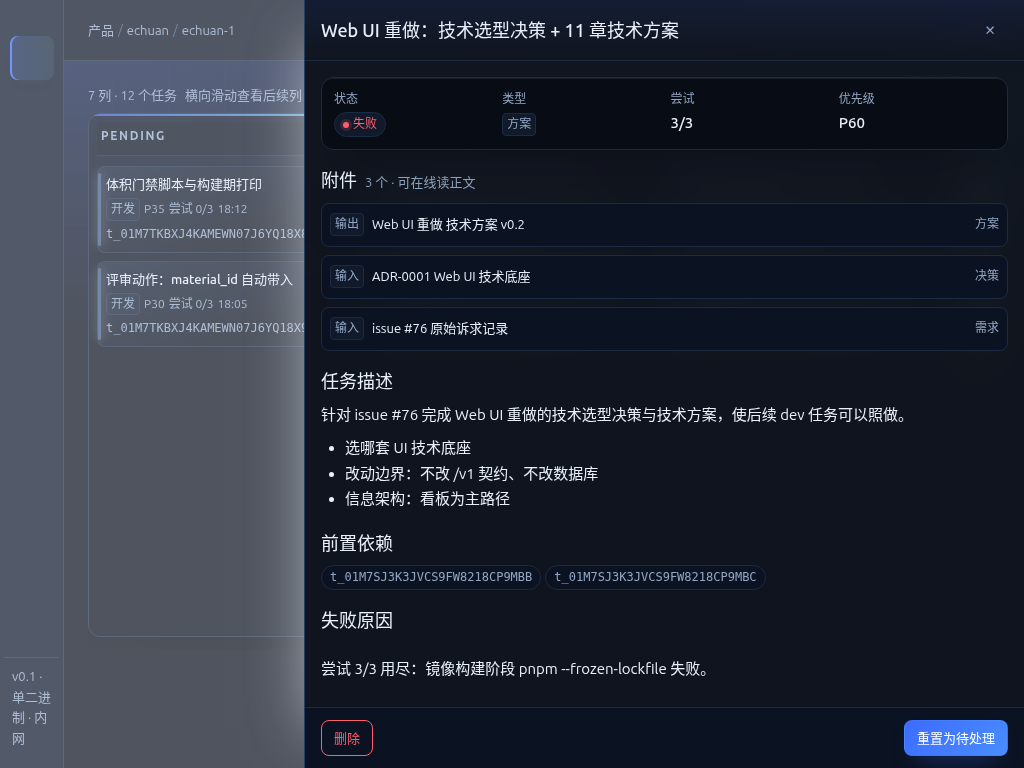 产品 / echuan / echuan-1
7 列 · 12 个任务 横向滑动查看后续列
PENDING
体积门禁脚本与构建期打印
开发 P35 尝试 0/3 18:12
评审动作：material_id 自动带入
开发 P30 尝试 0/3 18:05
v0.1 ·
单二进
制 · 内
网
Web UI 重做：技术选型决策 + 11 章技术方案
×
状态 类型 尝试 优先级
失败 方案 3/3 P60
附件 3 个 · 可在线读正文
输出 Web UI 重做 技术方案 v0.2 方案
输入 ADR-0001 Web UI 技术底座 决策
输入 issue #76 原始诉求记录 需求
任务描述
针对 issue #76 完成 Web UI 重做的技术选型决策与技术方案，使后续 dev 任务可以照做。
• 选哪套 UI 技术底座
• 改动边界：不改 /v1 契约、不改数据库
• 信息架构：看板为主路径
前置依赖
t_01M7SJ3K3JVCS9FW8218CP9MBB t_01M7SJ3K3JVCS9FW8218CP9MBC
失败原因
尝试 3/3 用尽：镜像构建阶段 pnpm --frozen-lockfile 失败。
删除 重置为待处理